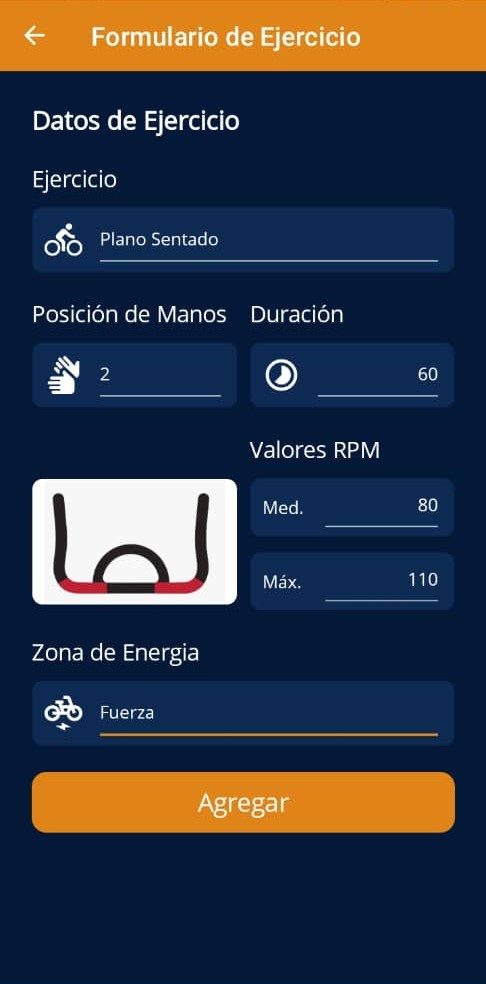 Formulario de Ejercicio
Datos de Ejercicio
Ejercicio
Plano Sentado
Posición de Manos
Duración
2
60
Valores RPM
Med.
80
Máx.
110
Zona de Energia
Fuerza
Agregar